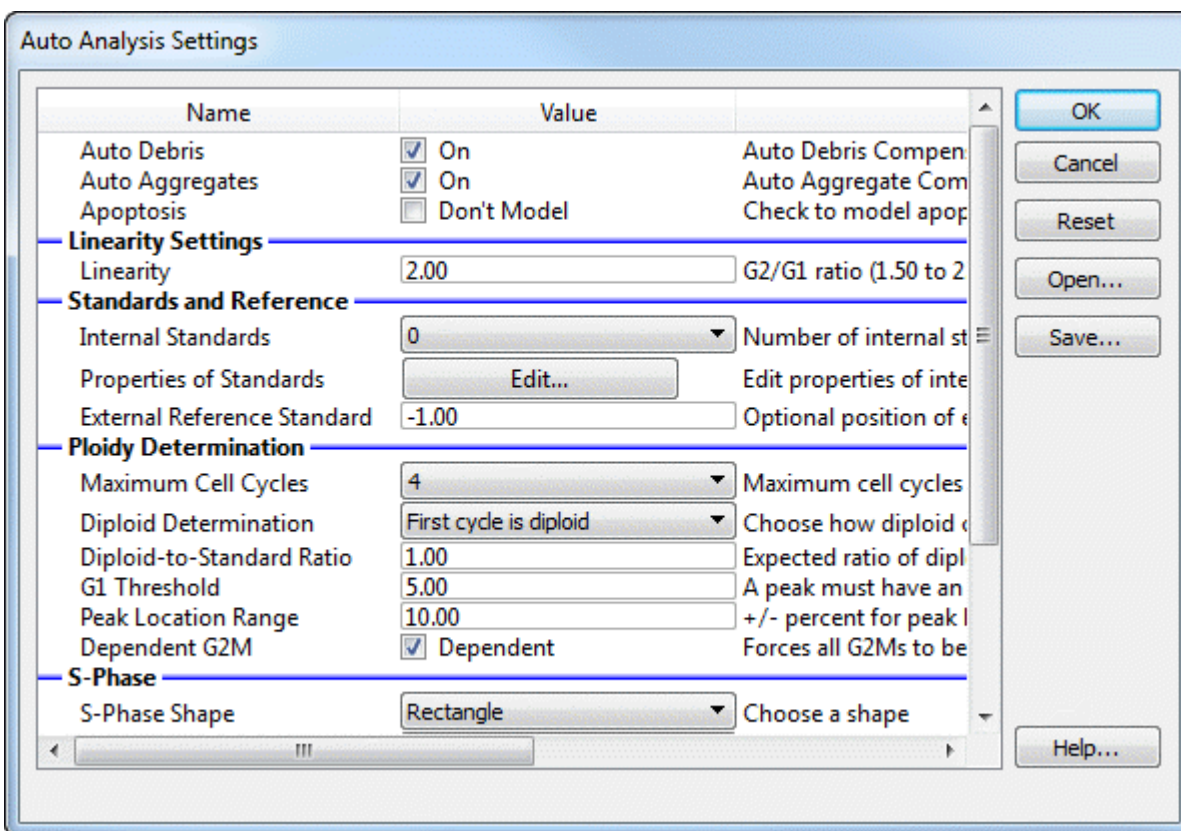 Auto Analysis Settings
Name Value
OK
Auto Debris On Auto Debris Compen
Auto Aggregates On Auto Aggregate Com
Cancel
Apoptosis Don't Model Check to model apop
Reset
Linearity Settings
Linearity 2.00 G2/G1 ratio (1.50 to 2
Open...
Standards and Reference
Internal Standards 0 Number of internal st
Save...
Properties of Standards Edit... Edit properties of inte
External Reference Standard -1.00 Optional position of e
Ploidy Determination
Maximum Cell Cycles 4 Maximum cell cycles
Diploid Determination First cycle is diploid Choose how diploid c
Diploid-to-Standard Ratio 1.00 Expected ratio of dipl
G1 Threshold 5.00 A peak must have an
Peak Location Range 10.00 +/- percent for peak l
Dependent G2M Dependent Forces all G2Ms to be
S-Phase
S-Phase Shape Rectangle Choose a shape
Help...